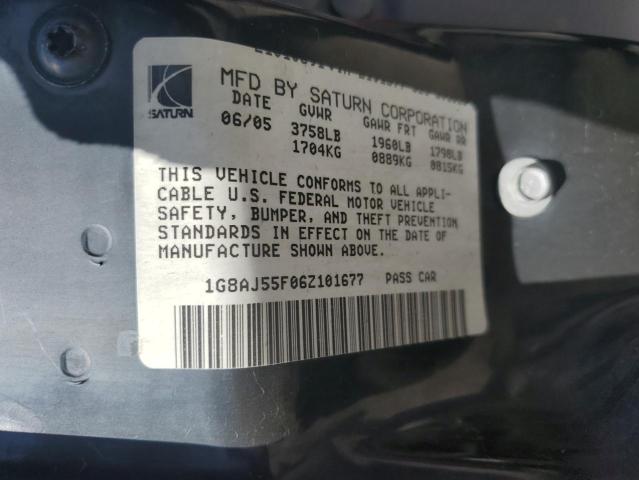 SATURN
MFD BY SATURN CORPORATION
DATE GVWR GAWR FRT GAWR RR
06/05 3758LB 1960LB 1798LB
1704KG 0889KG 0815KG
THIS VEHICLE CONFORMS TO ALL APPLI-
CABLE U.S. FEDERAL MOTOR VEHICLE
SAFETY, BUMPER, AND THEFT PREVENTION
STANDARDS IN EFFECT ON THE DATE OF
MANUFACTURE SHOWN ABOVE.
1G8AJ55F06Z101677 PASS CAR